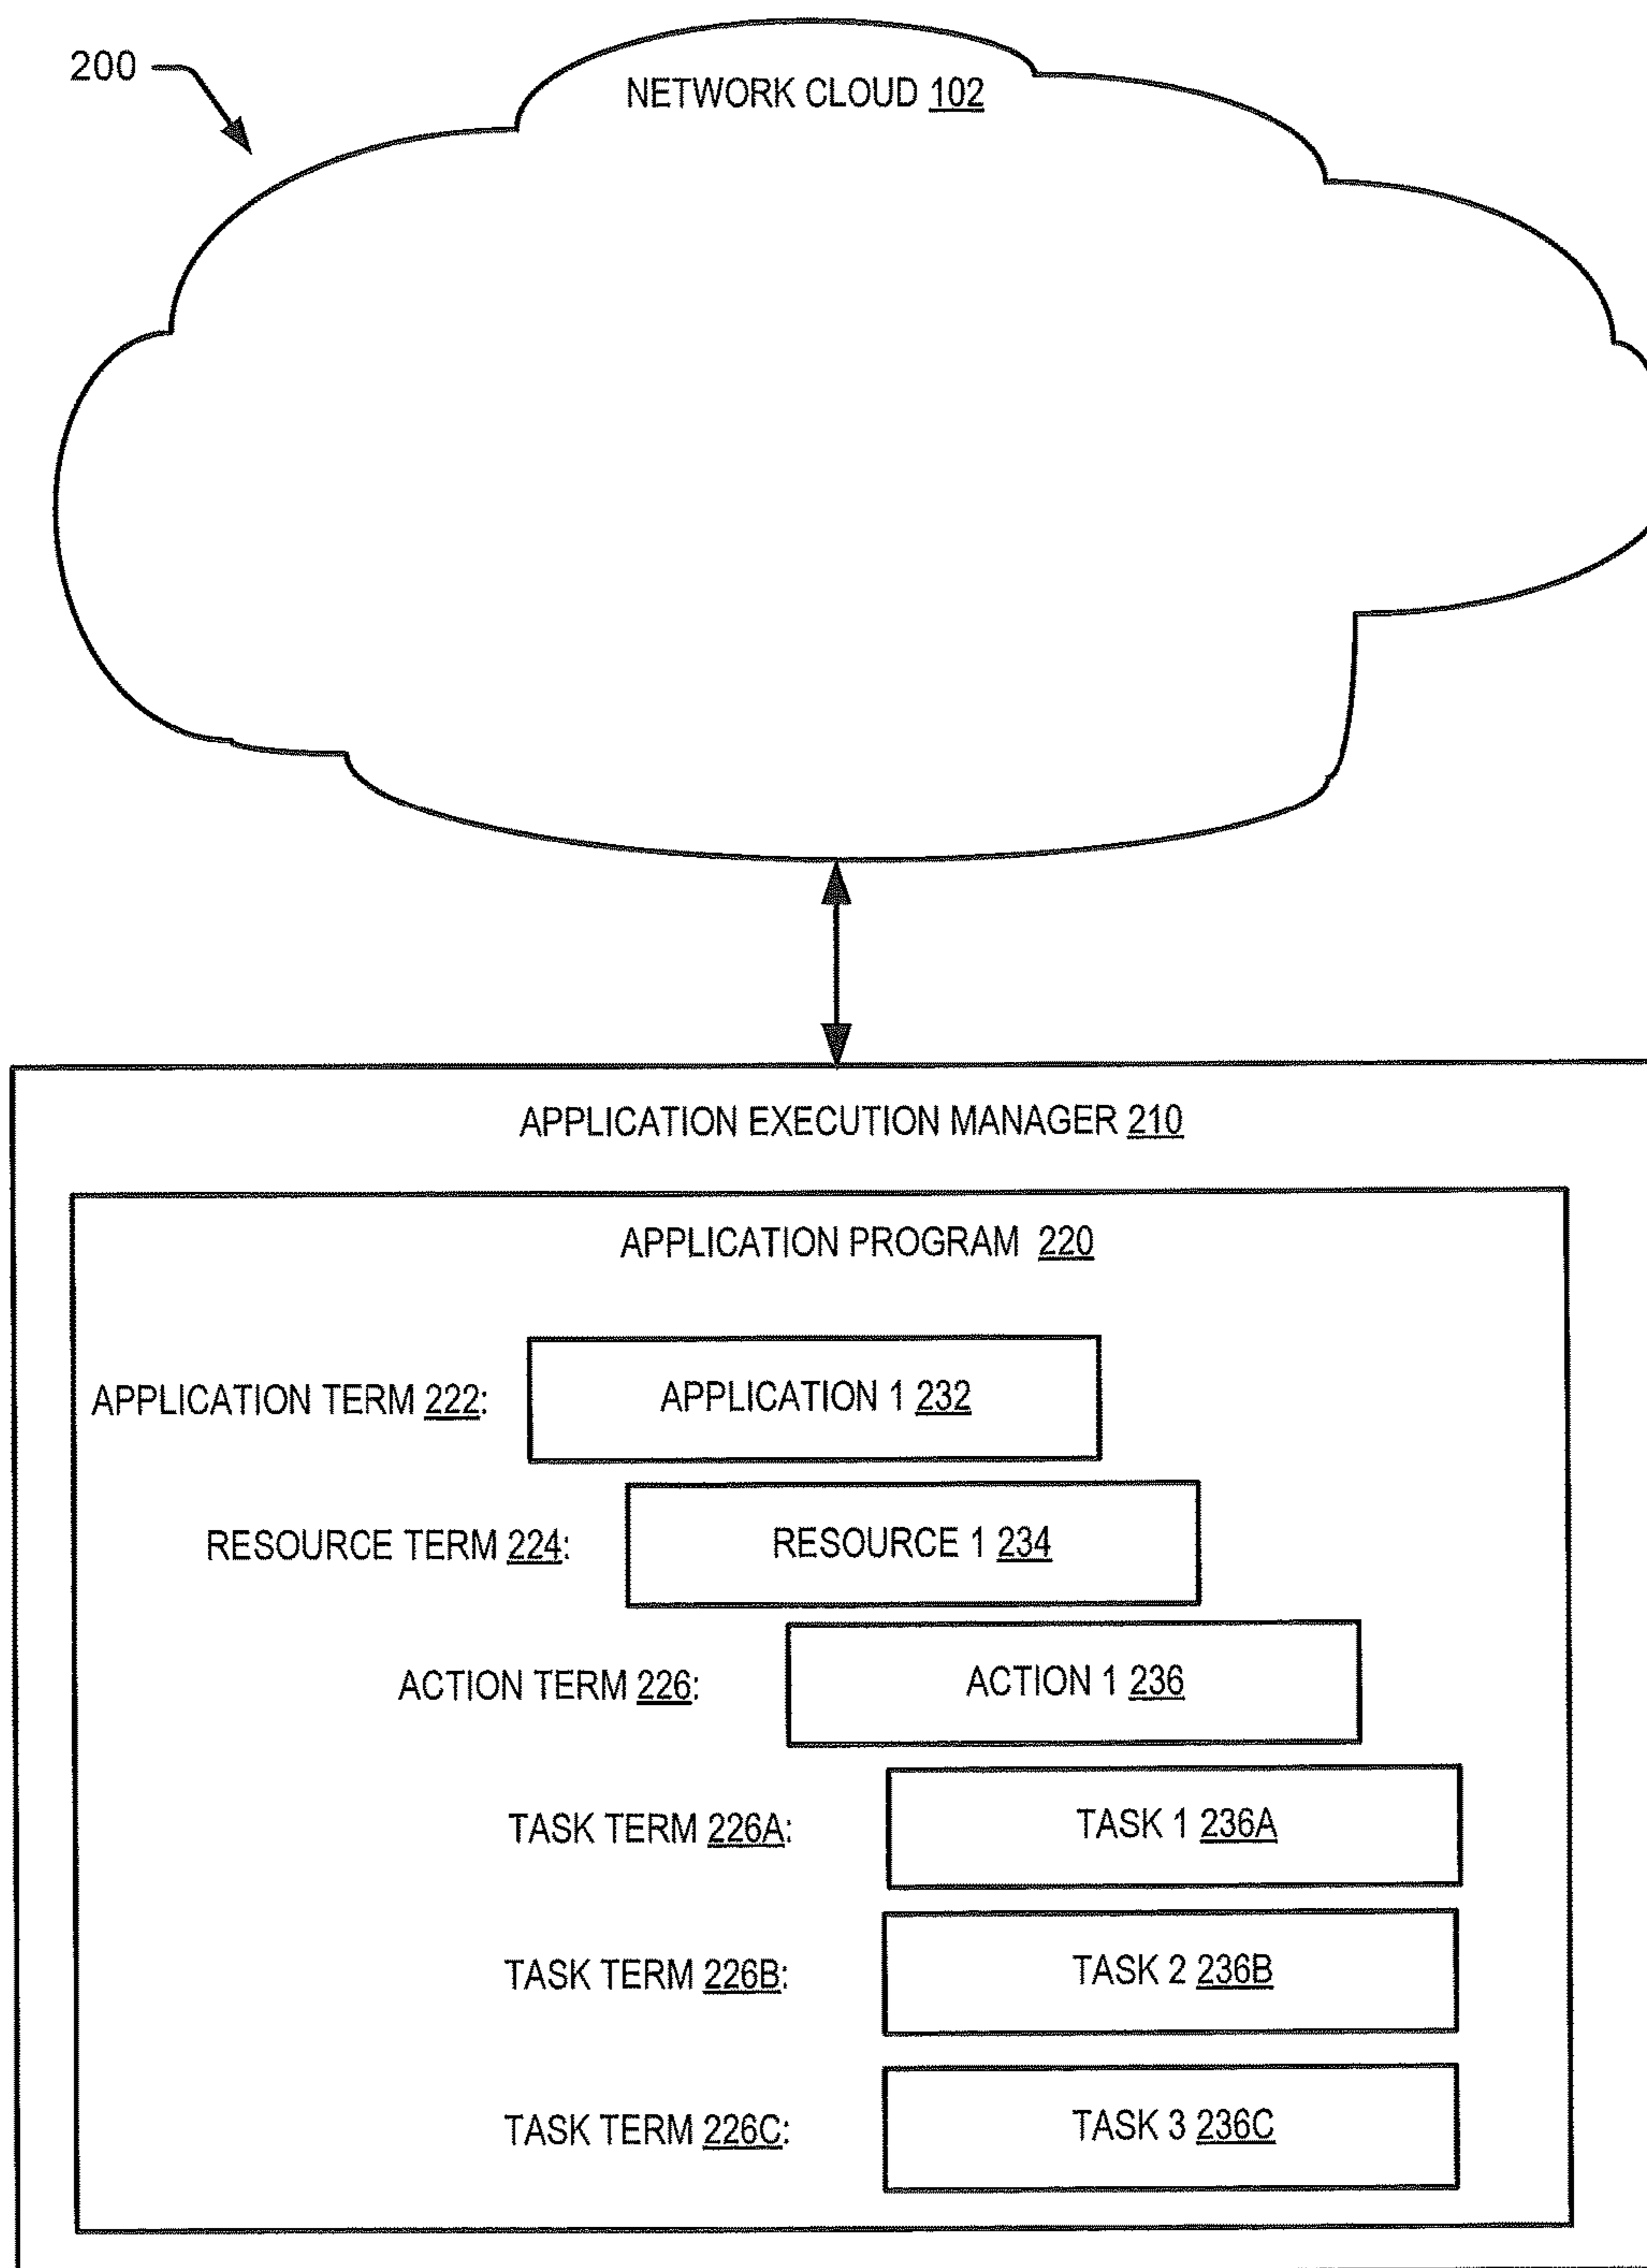 200
NETWORK CLOUD 102
APPLICATION EXECUTION MANAGER 210
APPLICATION PROGRAM 220
APPLICATION TERM 222: APPLICATION 1 232
RESOURCE TERM 224: RESOURCE 1 234
ACTION TERM 226: ACTION 1 236
TASK TERM 226A: TASK 1 236A
TASK TERM 226B: TASK 2 236B
TASK TERM 226C: TASK 3 236C